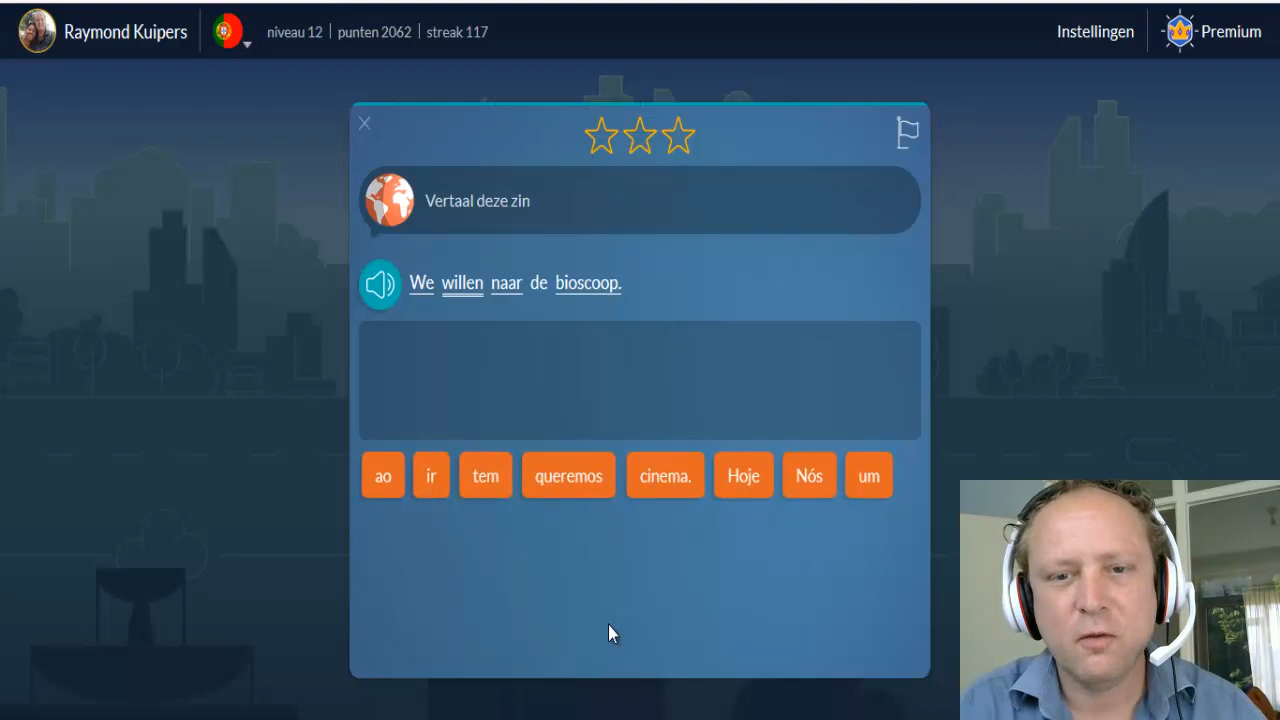 Raymond Kuipers niveau 12 punten 2062 streak 117 Instellingen Premium
Vertaal deze zin
We willen naar de bioscoop.
ao ir tem queremos cinema. Hoje Nós um